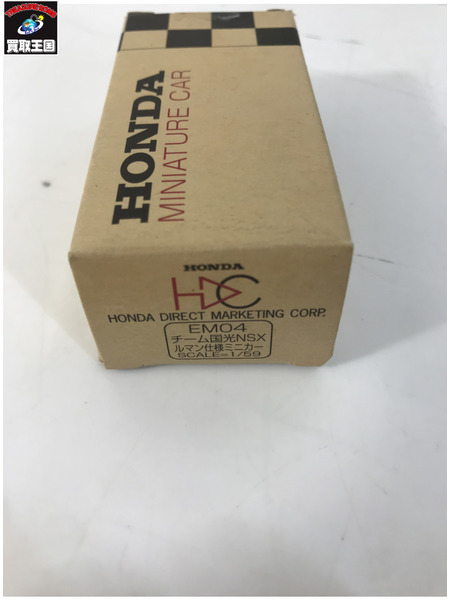 買取王国
HONDA
MINIATURE CAR
HONDA
HDC
HONDA DIRECT MARKETING CORP.
EM04
チーム国光NSX
ルマン仕様ミニカー
SCALE=1/59